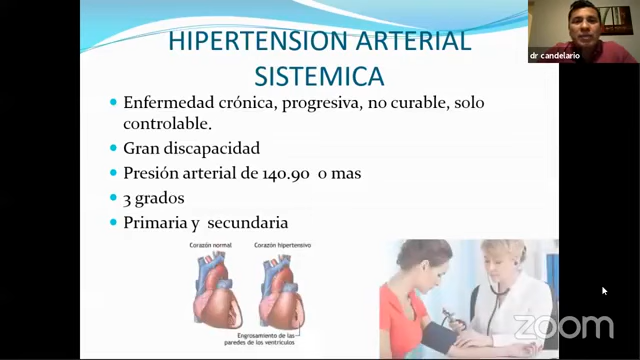 HIPERTENSION ARTERIAL
SISTEMICA
Enfermedad crónica, progresiva, no curable, solo
controlable.
Gran discapacidad
Presión arterial de 140.90 o mas
3 grados
Primaria y secundaria
Corazón normal
Corazón hipertensivo
Engrosamiento de las
paredes de los ventrículos
dr candelario
zoom